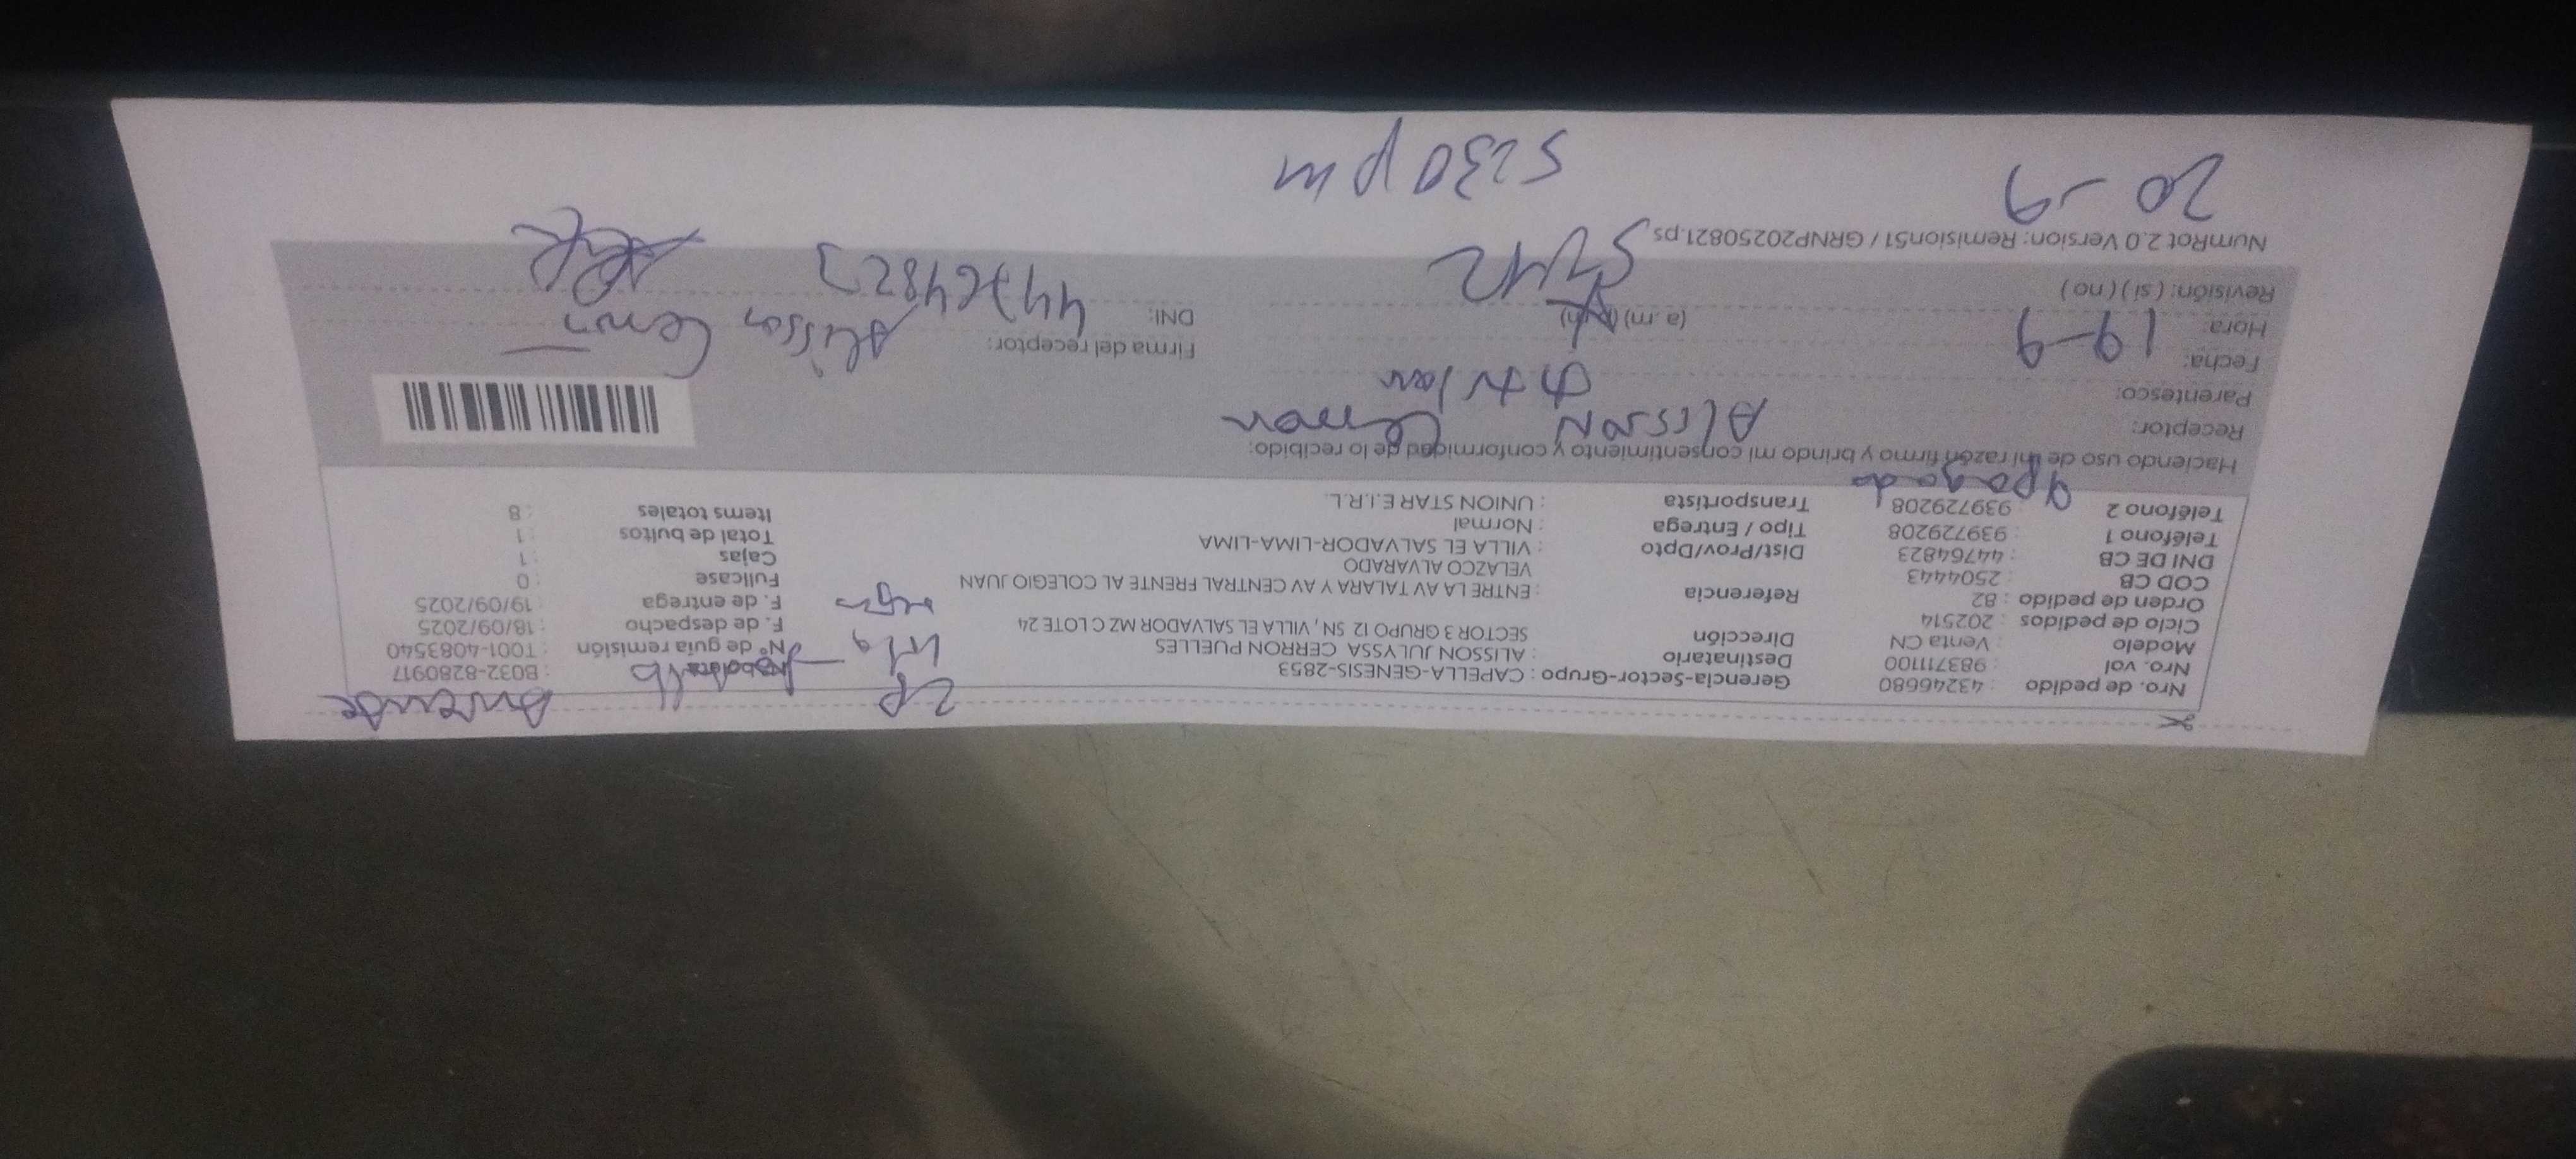 Nro. de pedido : 43246680 Gerencia-Sector-Grupo : CAPELLA-GENESIS-2853 : B032-8280917
Nro. val : 983711100 Destinatario : ALISSON JULYSSA CERRON PUELLES Nº de guía remisión : T001-4083540
Modelo : Venta CN Dirección : SECTOR 3 GRUPO 12 SN, VILLA EL SALVADOR MZ C LOTE 24 F. de despacho : 18/09/2025
Ciclo de pedidos : 202514 F. de entrega : 19/09/2025
Orden de pedido : 82 Referencia : ENTRE LA AV TALARA Y AV CENTRAL FRENTE AL COLEGIO JUAN Fullcase : 0
COD CB : 2504443 VELAZCO ALVARADO Cajas : 1
DNI DE CB : 44764823 Dist/Prov/Dpto : VILLA EL SALVADOR-LIMA-LIMA Total de bultos : 1
Teléfono 1 : 939729208 Tipo / Entrega : Normal Items totales : 8
Teléfono 2 : 939729208 Transportista : UNION STAR E.I.R.L.
apagado
Haciendo uso de mi razón firmo y brindo mi consentimiento y conformidad de lo recibido:
Receptor: ALISSON
Parentesco: titular
Fecha: 19-9 Firma del receptor: Alisson
Hora: (a.m) (p.m) DNI: 44764823
Revisión: (si) (no)
NumRot 2.0 Version: Remision51 / GRNP20250821.ps
20-9 5:30 pm